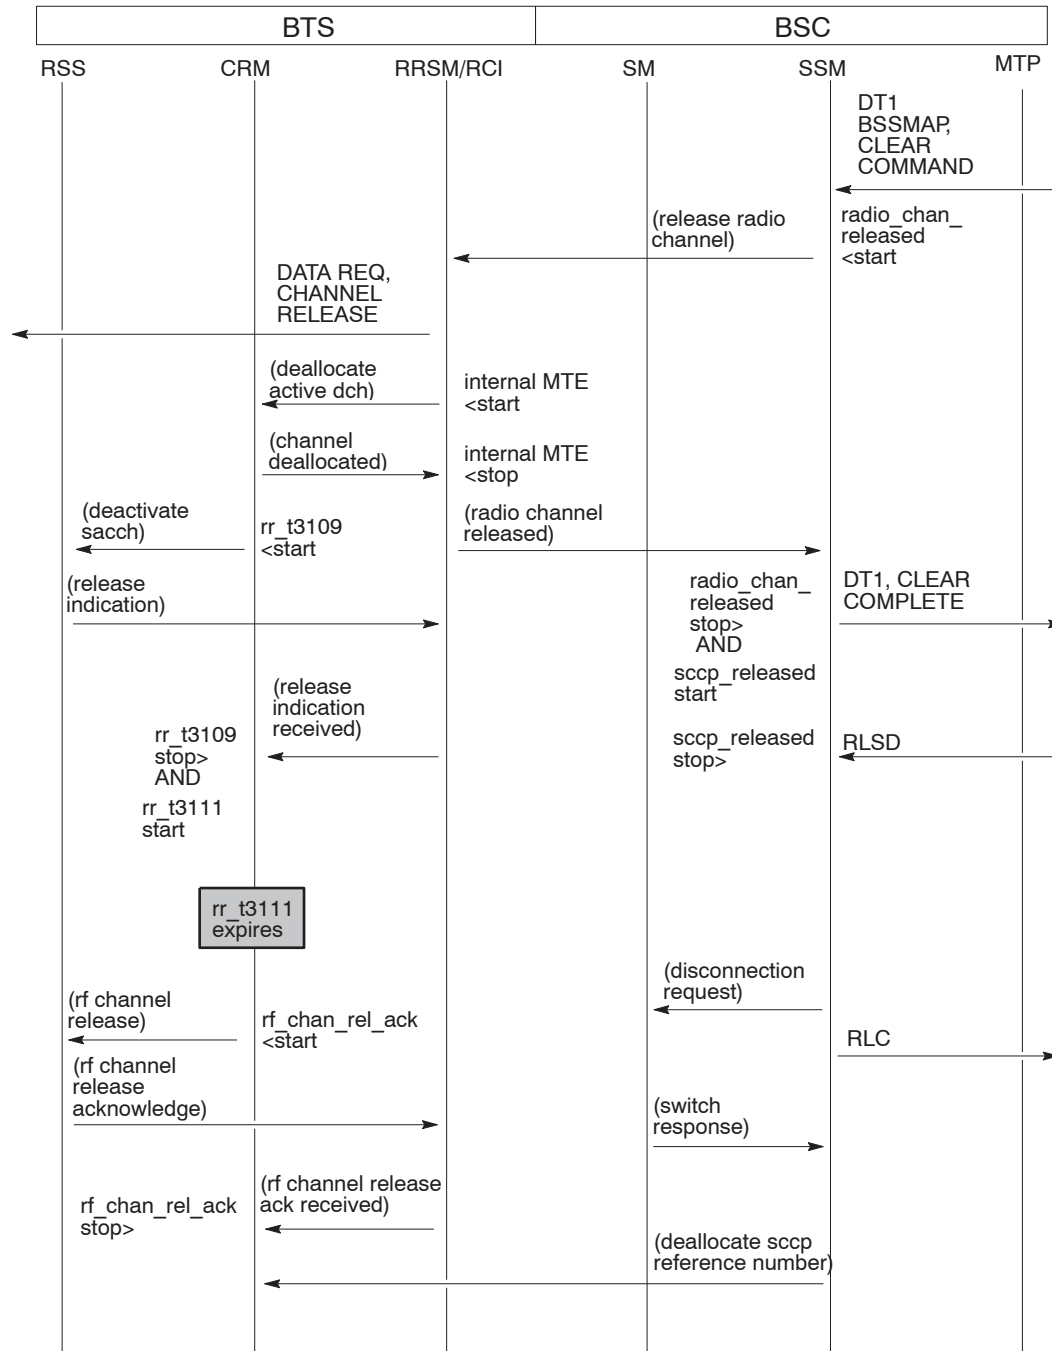 BTS
BSC
RSS
CRM
RRSM/RCI
SM
SSM
MTP
DT1
BSSMAP,
CLEAR
COMMAND
(release radio
channel)
radio_chan_
released
<start
DATA REQ,
CHANNEL
RELEASE
(deallocate
active dch)
internal MTE
<start
(channel
deallocated)
internal MTE
<stop
(deactivate
sacch)
rr_t3109
<start
(radio channel
released)
(release
indication)
radio_chan_
released
stop>
AND
sccp_released
start
DT1, CLEAR
COMPLETE
(release
indication
received)
rr_t3109
stop>
AND
rr_t3111
start
sccp_released
stop>
RLSD
rr_t3111
expires
(disconnection
request)
(rf channel
release)
rf_chan_rel_ack
<start
RLC
(rf channel
release
acknowledge)
(switch
response)
(rf channel release
ack received)
rf_chan_rel_ack
stop>
(deallocate sccp
reference number)